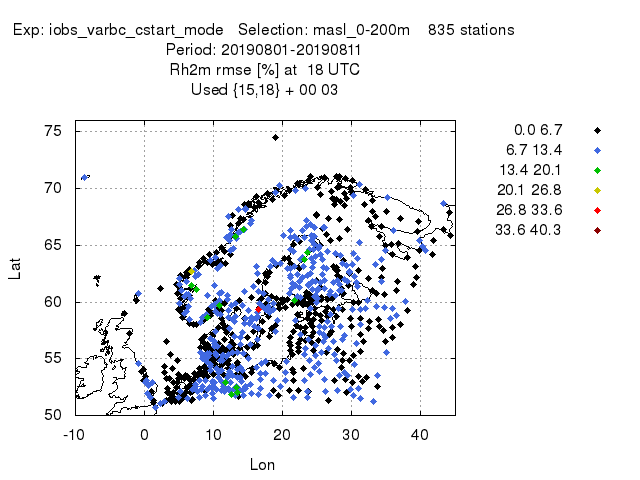 Exp: iobs_varbc_cstart_mode   Selection: masl_0-200m    835 stations
Period: 20190801-20190811
Rh2m rmse [%] at  18 UTC
Used {15,18} + 00 03
75
70
65
60
55
50
Lat
-10 0 10 20 30 40
Lon
0.0 6.7
6.7 13.4
13.4 20.1
20.1 26.8
26.8 33.6
33.6 40.3